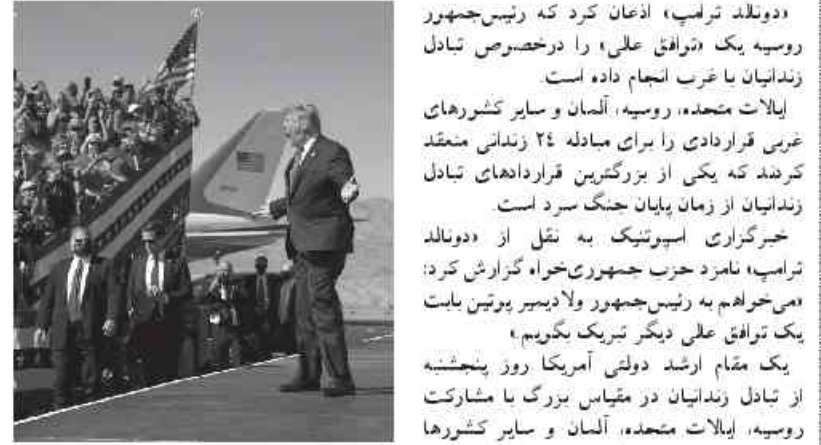 «دونالد ترامپ» اذعان کرد که رئیس‌جمهور
روسیه یک «توافق عالی» را درخصوص تبادل
زندانیان با غرب انجام داده است.
ایالات متحده، روسیه، آلمان و سایر کشورهای
غربی قراردادی را برای مبادله ۲٤ زندانی منعقد
کردند که یکی از بزرگترین قراردادهای تبادل
زندانیان از زمان پایان جنگ سرد است.
خبرگزاری اسپوتنیک به نقل از «دونالد
ترامپ» نامزد حزب جمهوری‌خواه گزارش کرد:
«می‌خواهم به رئیس‌جمهور ولادیمیر پوتین بابت
یک توافق عالی دیگر تبریک بگویم.»
یک مقام ارشد دولتی آمریکا روز پنجشنبه
از تبادل زندانیان در مقیاس بزرگ با مشارکت
روسیه، ایالات متحده، آلمان و سایر کشورها